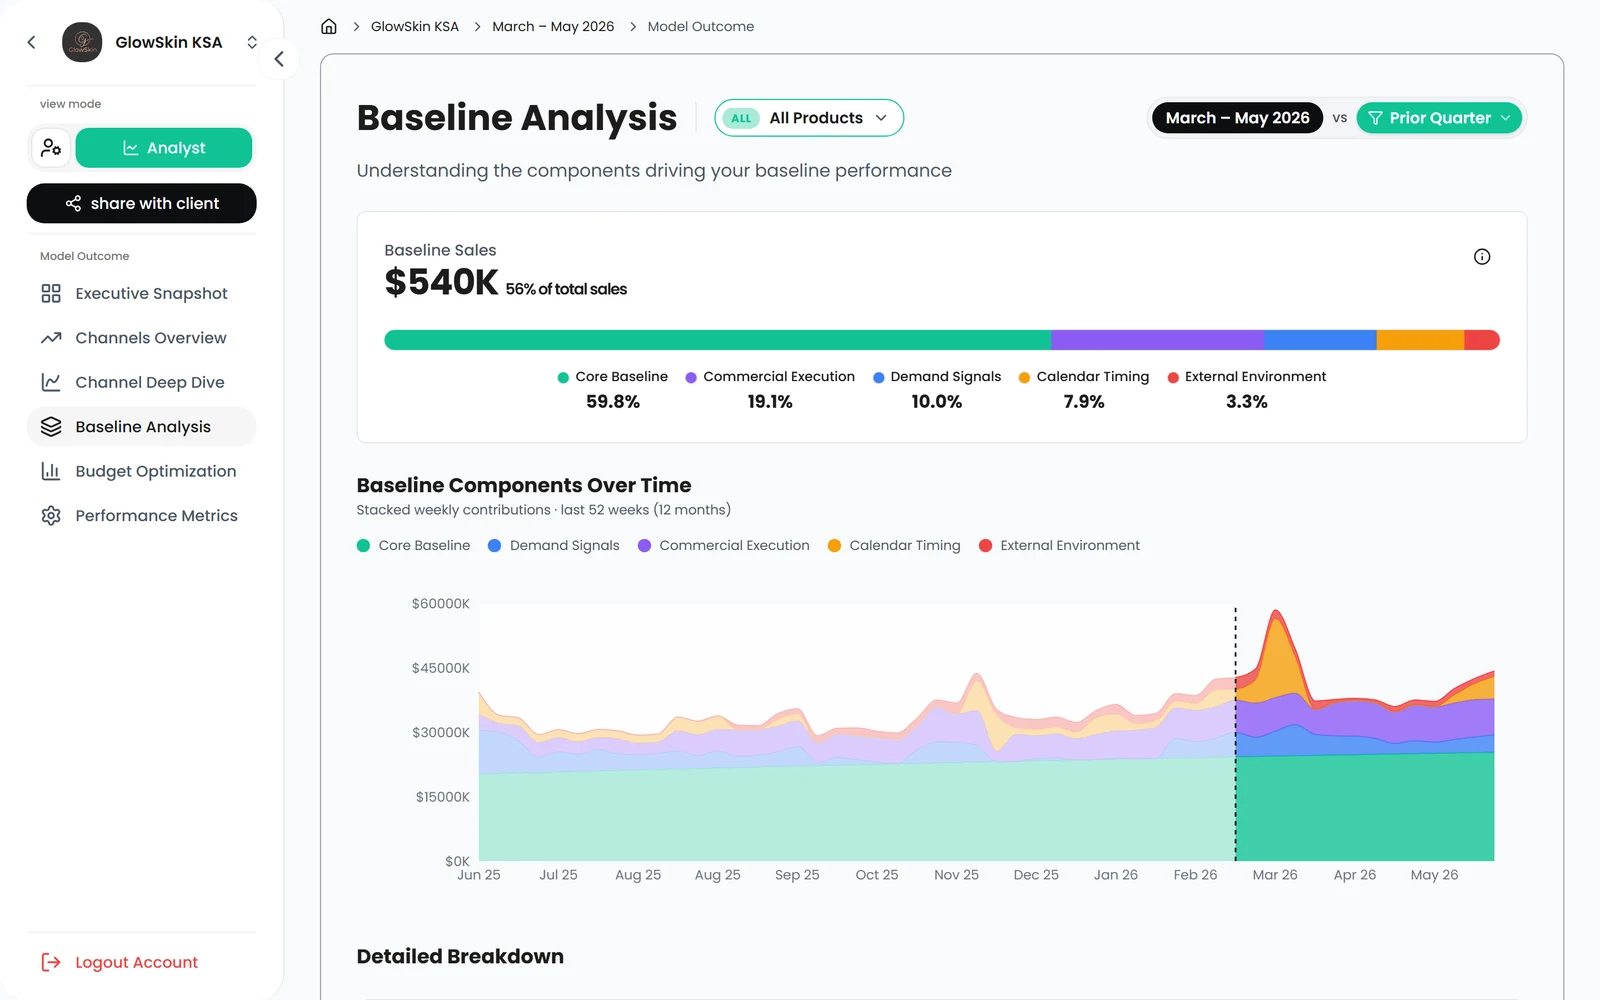 GlowSkin KSA
GlowSkin
view mode
Analyst
share with client
Model Outcome
Executive Snapshot
Channels Overview
Channel Deep Dive
Baseline Analysis
Budget Optimization
Performance Metrics
Logout Account
GlowSkin KSA
March – May 2026
Model Outcome
Baseline Analysis
ALL All Products
March – May 2026 vs Prior Quarter
Understanding the components driving your baseline performance
Baseline Sales
$540K 56% of total sales
Core Baseline Commercial Execution Demand Signals Calendar Timing External Environment
59.8% 19.1% 10.0% 7.9% 3.3%
Baseline Components Over Time
Stacked weekly contributions · last 52 weeks (12 months)
Core Baseline Demand Signals Commercial Execution Calendar Timing External Environment
$60000K
$45000K
$30000K
$15000K
$0K
Jun 25 Jul 25 Aug 25 Aug 25 Sep 25 Oct 25 Nov 25 Dec 25 Jan 26 Feb 26 Mar 26 Apr 26 May 26
Detailed Breakdown